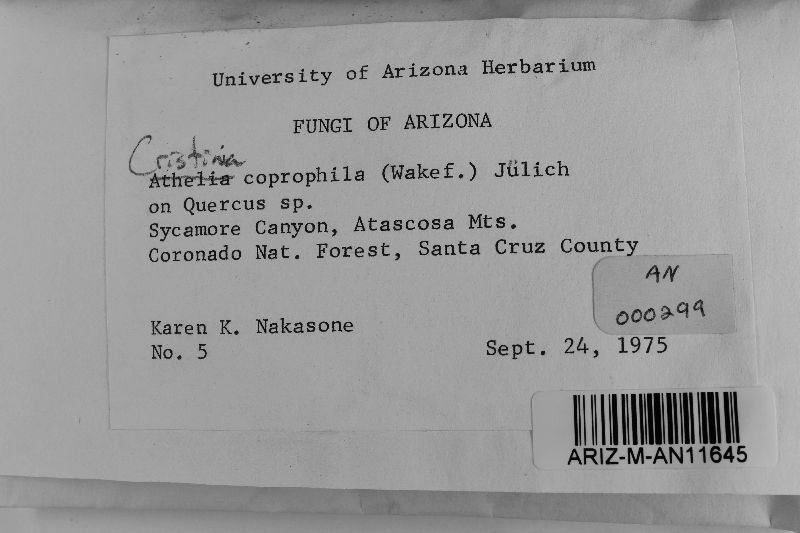 University of Arizona Herbarium
FUNGI OF ARIZONA
Cristinia
Athelia coprophila (Wakef.) Jülich
on Quercus sp.
Sycamore Canyon, Atascosa Mts.
Coronado Nat. Forest, Santa Cruz County
AN
000299
Karen K. Nakasone
No. 5
Sept. 24, 1975
ARIZ-M-AN11645